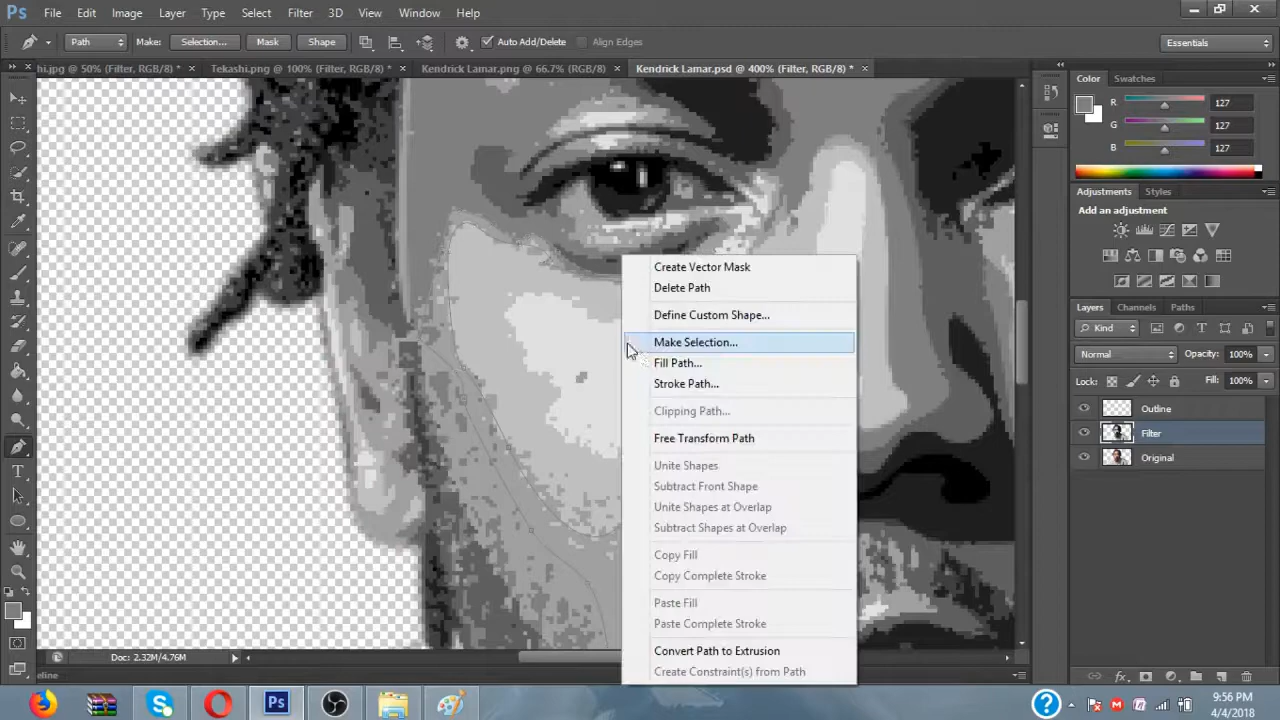 Ps File Edit Image Layer Type Select Filter 3D View Window Help
Path Make: Selection... Mask Shape Auto Add/Delete Align Edges Essentials
hi.jpg @ 50% (Filter, RGB/8) * × Tekashi.png @ 100% (Filter, RGB/8) * × Kendrick Lamar.png @ 66.7% (RGB/8) × Kendrick Lamar.psd @ 400% (Filter, RGB/8) * ×
Color Swatches
R 127
G 127
B 127
Adjustments Styles
Add an adjustment
Layers Channels Paths
Kind
Normal Opacity: 100%
Lock: Fill: 100%
Outline
Filter
Original
Create Vector Mask
Delete Path
Define Custom Shape...
Make Selection...
Fill Path...
Stroke Path...
Clipping Path...
Free Transform Path
Unite Shapes
Subtract Front Shape
Unite Shapes at Overlap
Subtract Shapes at Overlap
Copy Fill
Copy Complete Stroke
Paste Fill
Paste Complete Stroke
Convert Path to Extrusion
Create Constraint(s) from Path
Doc: 2.32M/4.76M
eline
Ps
9:56 PM
4/4/2018